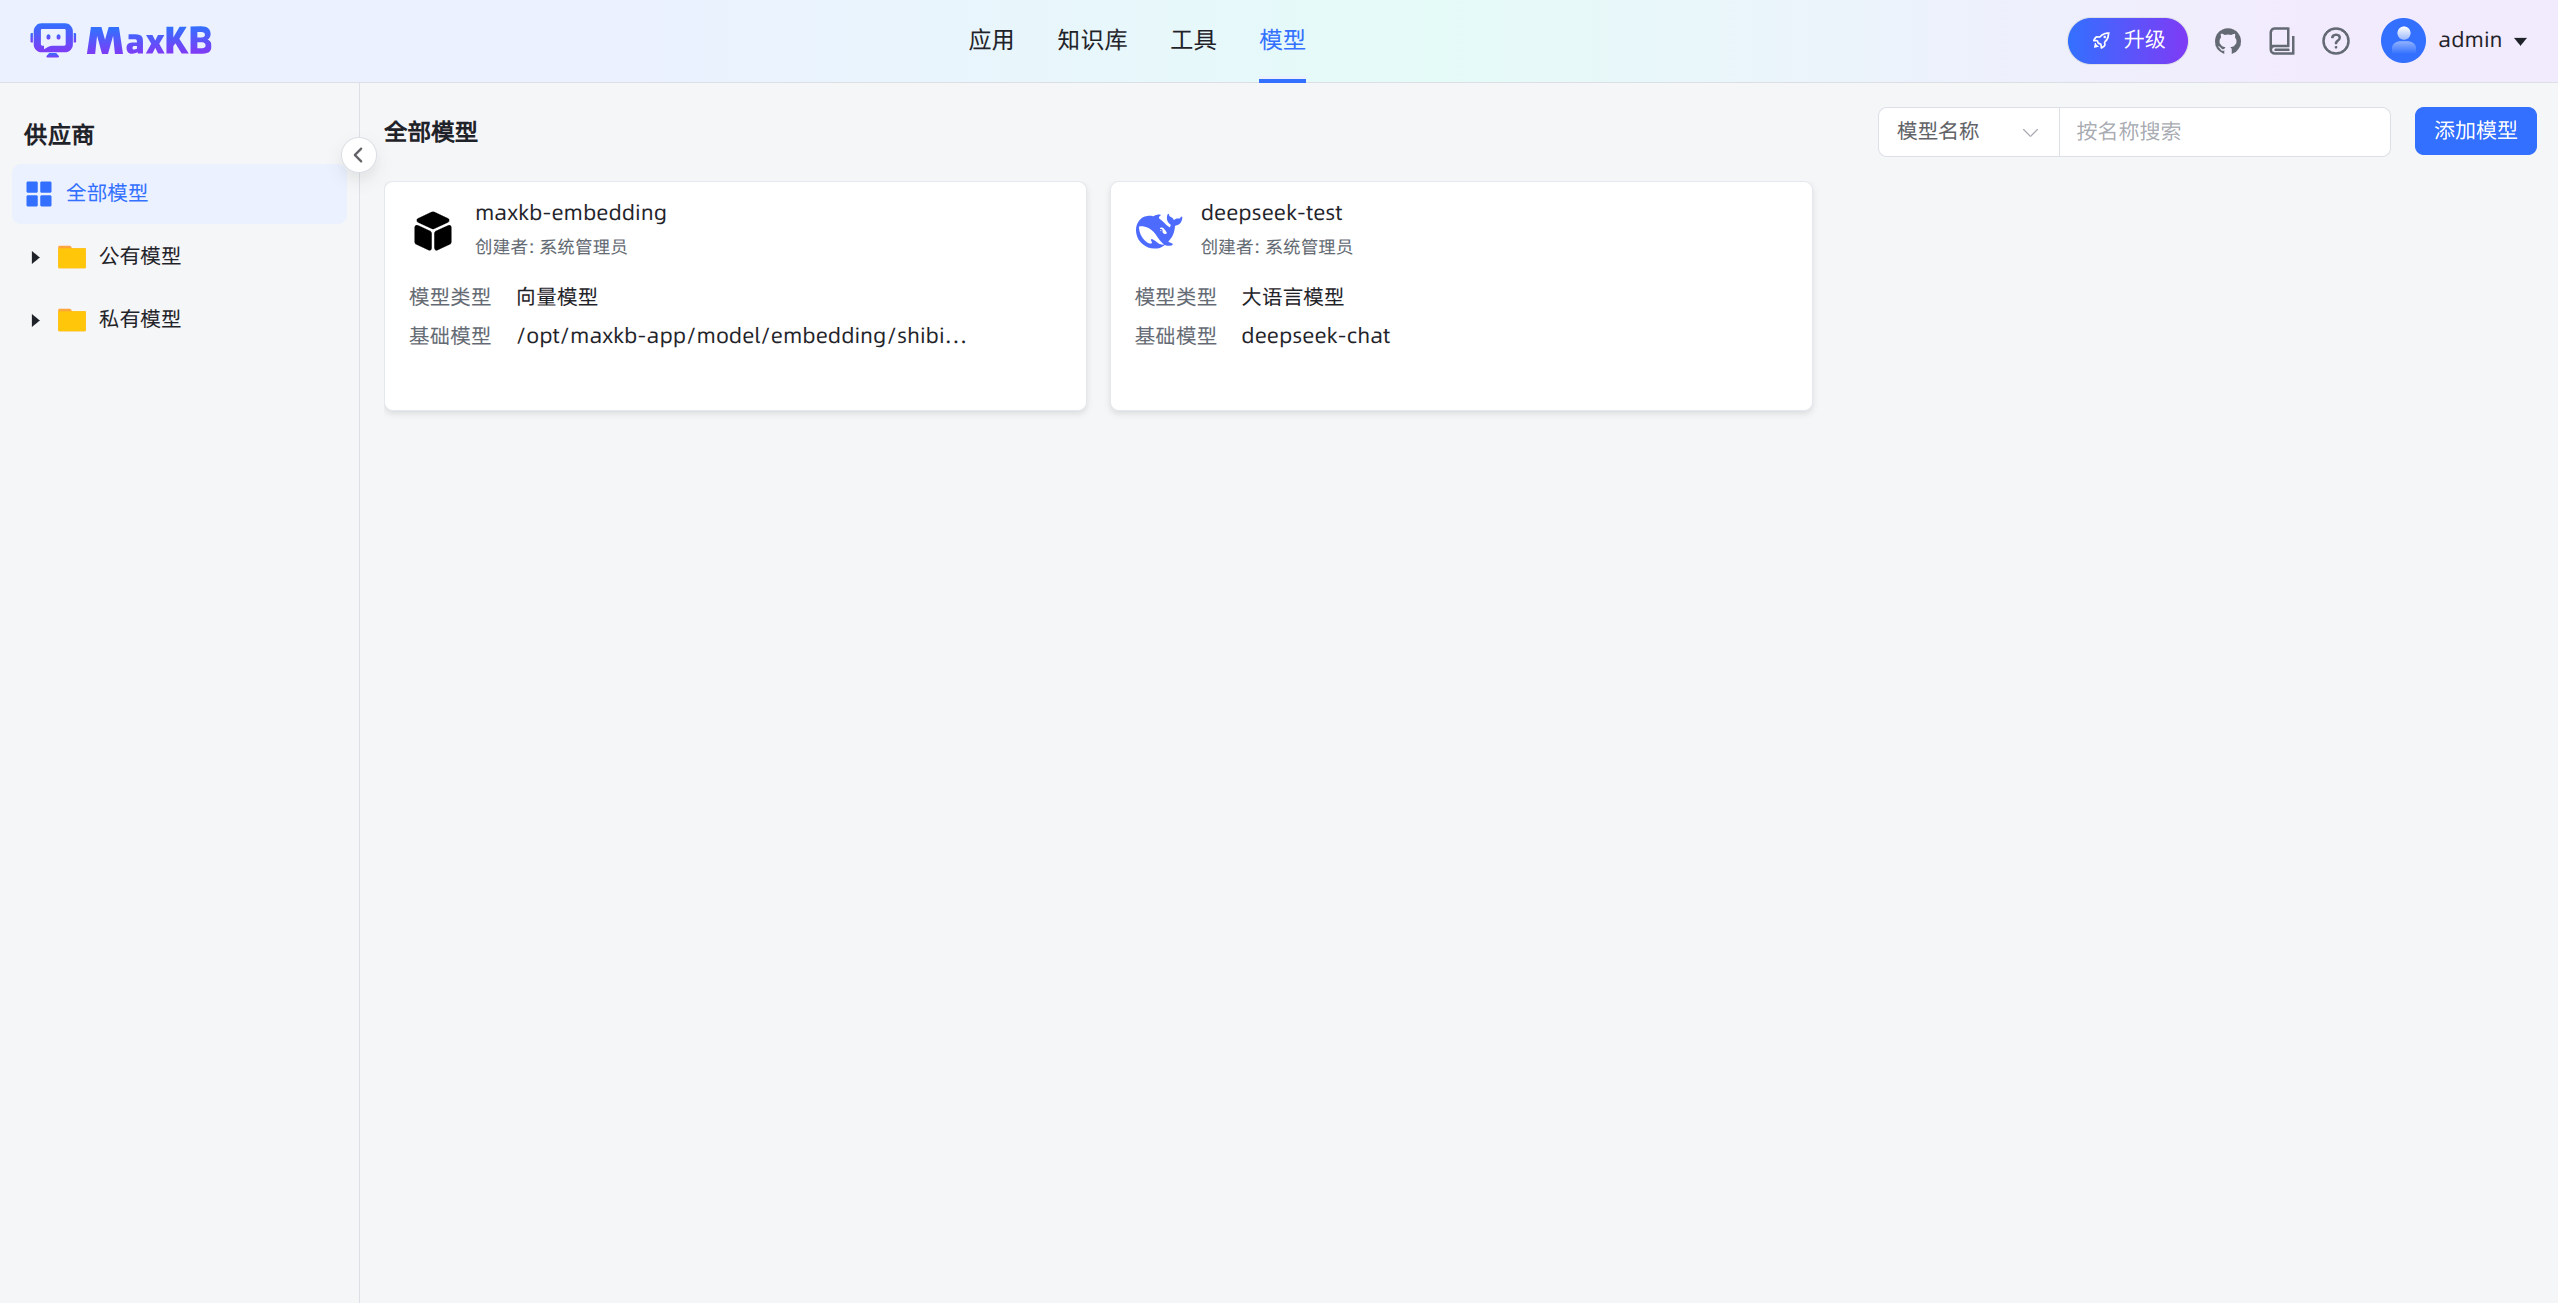 MaxKB
应用 知识库 工具 模型
升级
admin
供应商
全部模型
公有模型
私有模型
全部模型
模型名称
按名称搜索
添加模型
maxkb-embedding
创建者: 系统管理员
模型类型 向量模型
基础模型 /opt/maxkb-app/model/embedding/shibi...
deepseek-test
创建者: 系统管理员
模型类型 大语言模型
基础模型 deepseek-chat